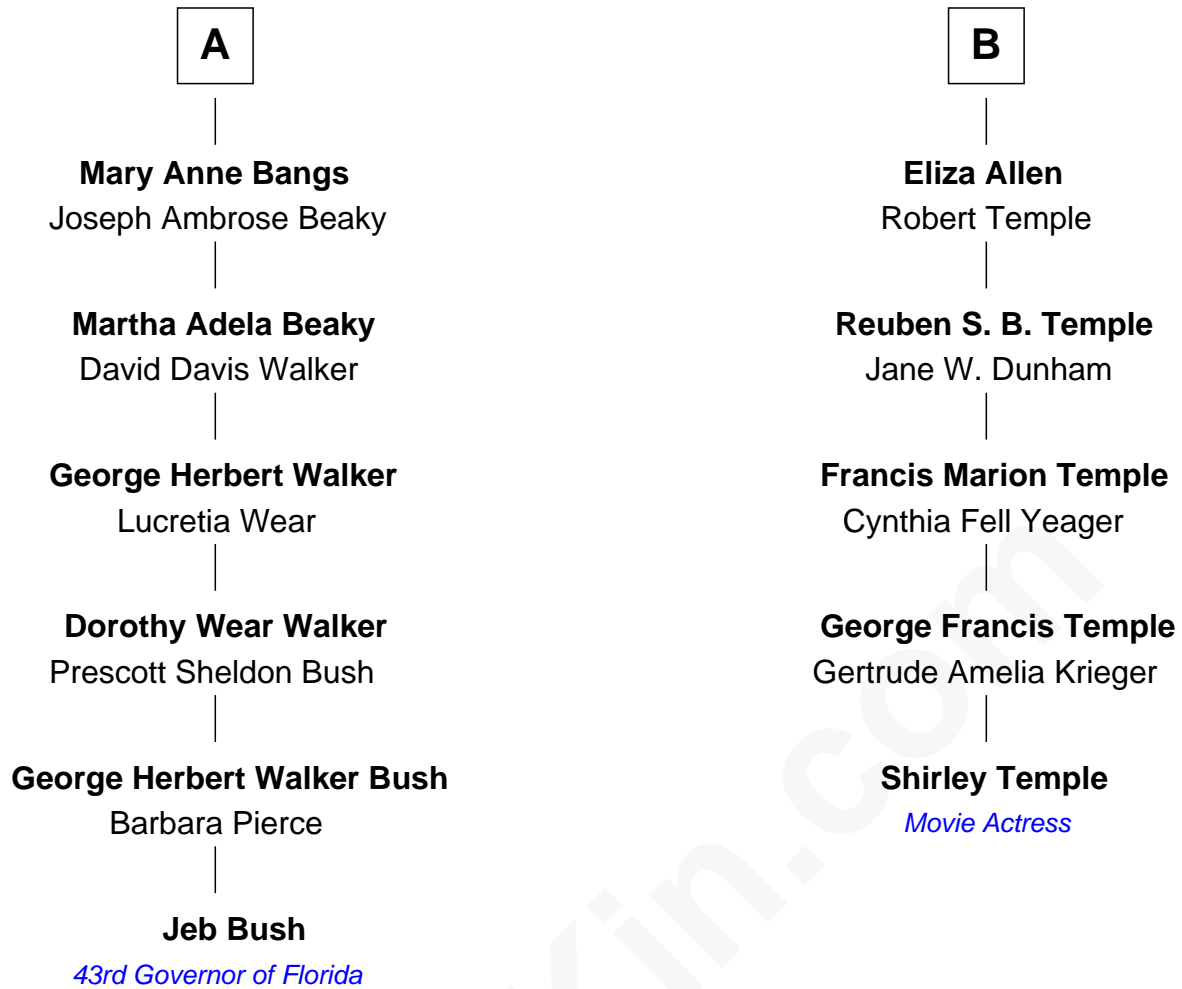 A
Mary Anne Bangs
Joseph Ambrose Beaky
Martha Adela Beaky
David Davis Walker
George Herbert Walker
Lucretia Wear
Dorothy Wear Walker
Prescott Sheldon Bush
George Herbert Walker Bush
Barbara Pierce
Jeb Bush
43rd Governor of Florida
B
Eliza Allen
Robert Temple
Reuben S. B. Temple
Jane W. Dunham
Francis Marion Temple
Cynthia Fell Yeager
George Francis Temple
Gertrude Amelia Krieger
Shirley Temple
Movie Actress